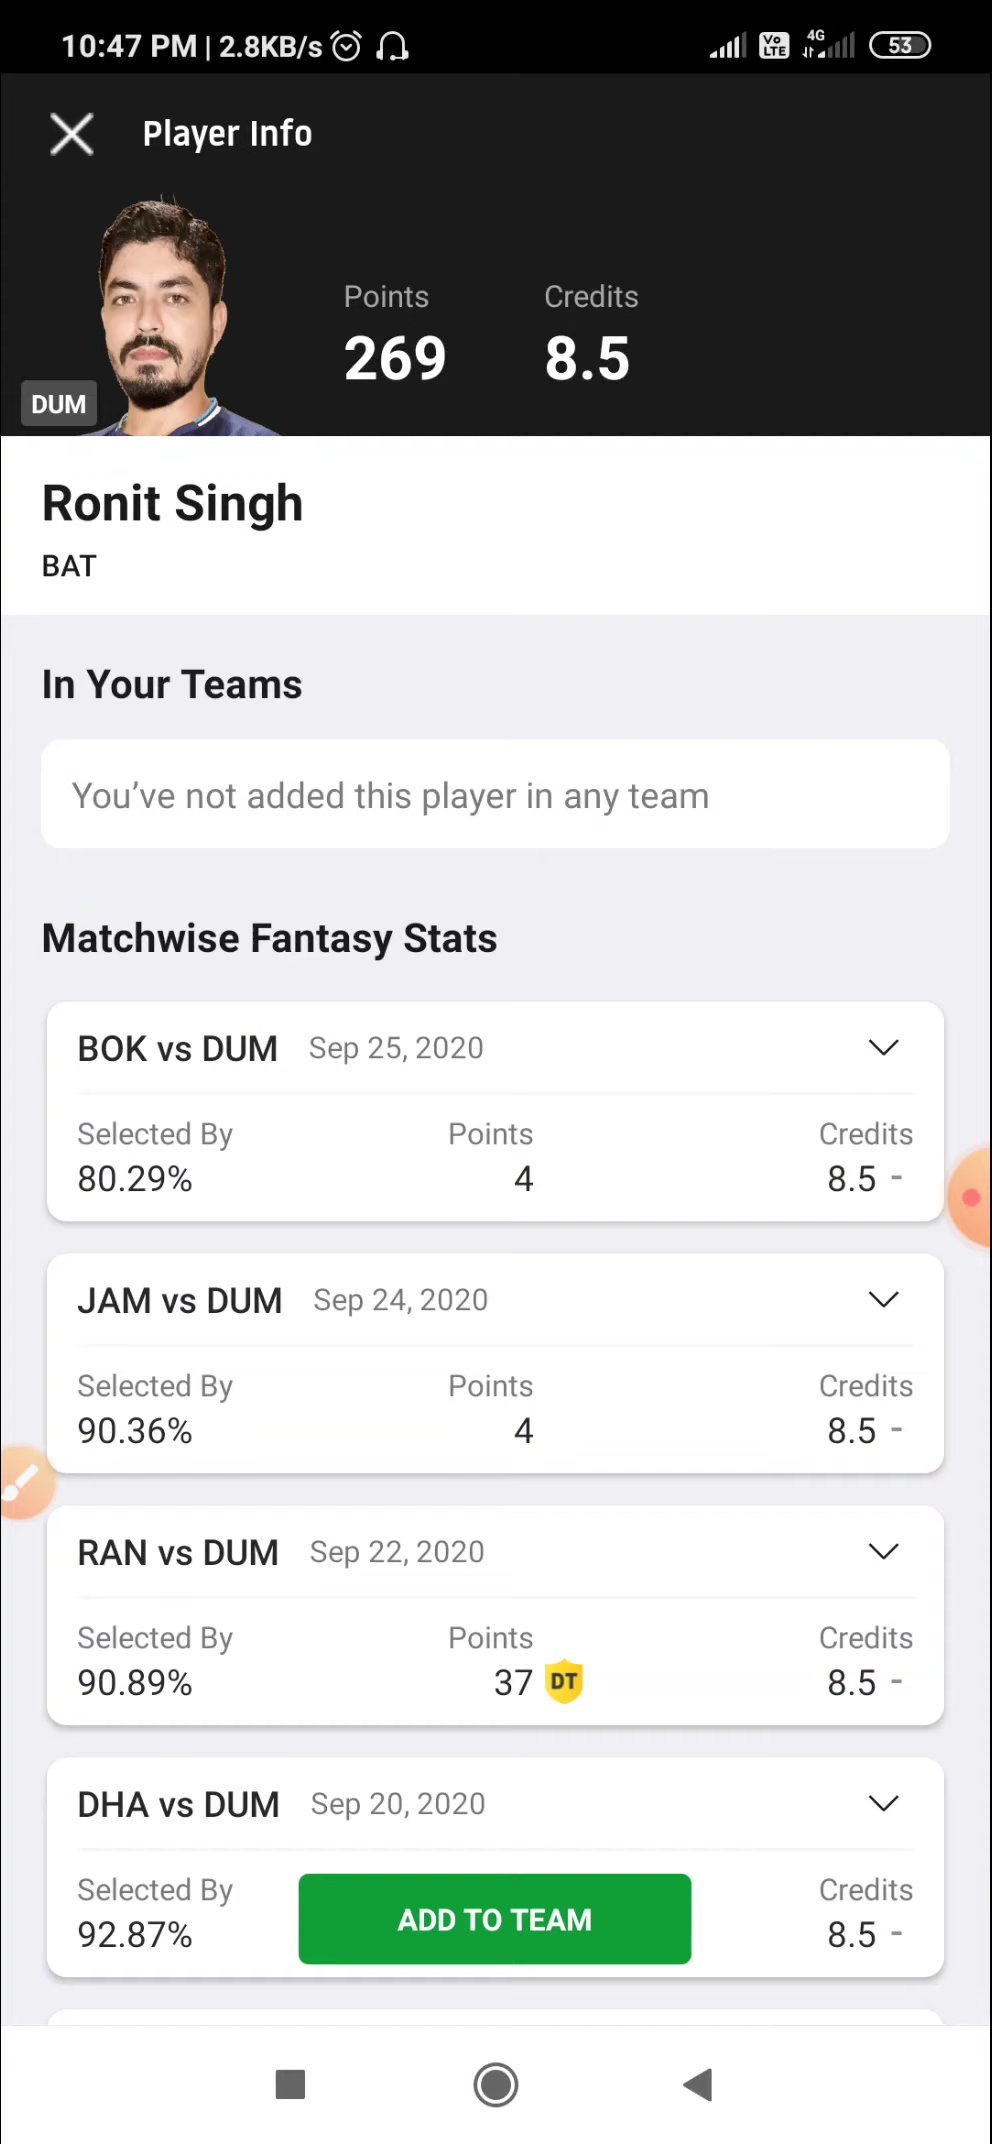 10:47 PM | 2.8KB/s Vo LTE 4G 53
Player Info
Points Credits
269 8.5
DUM
Ronit Singh
BAT
In Your Teams
You’ve not added this player in any team
Matchwise Fantasy Stats
BOK vs DUM Sep 25, 2020
Selected By Points Credits
80.29% 4 8.5 -
JAM vs DUM Sep 24, 2020
Selected By Points Credits
90.36% 4 8.5 -
RAN vs DUM Sep 22, 2020
Selected By Points Credits
90.89% 37 DT 8.5 -
DHA vs DUM Sep 20, 2020
Selected By Credits
92.87% ADD TO TEAM 8.5 -